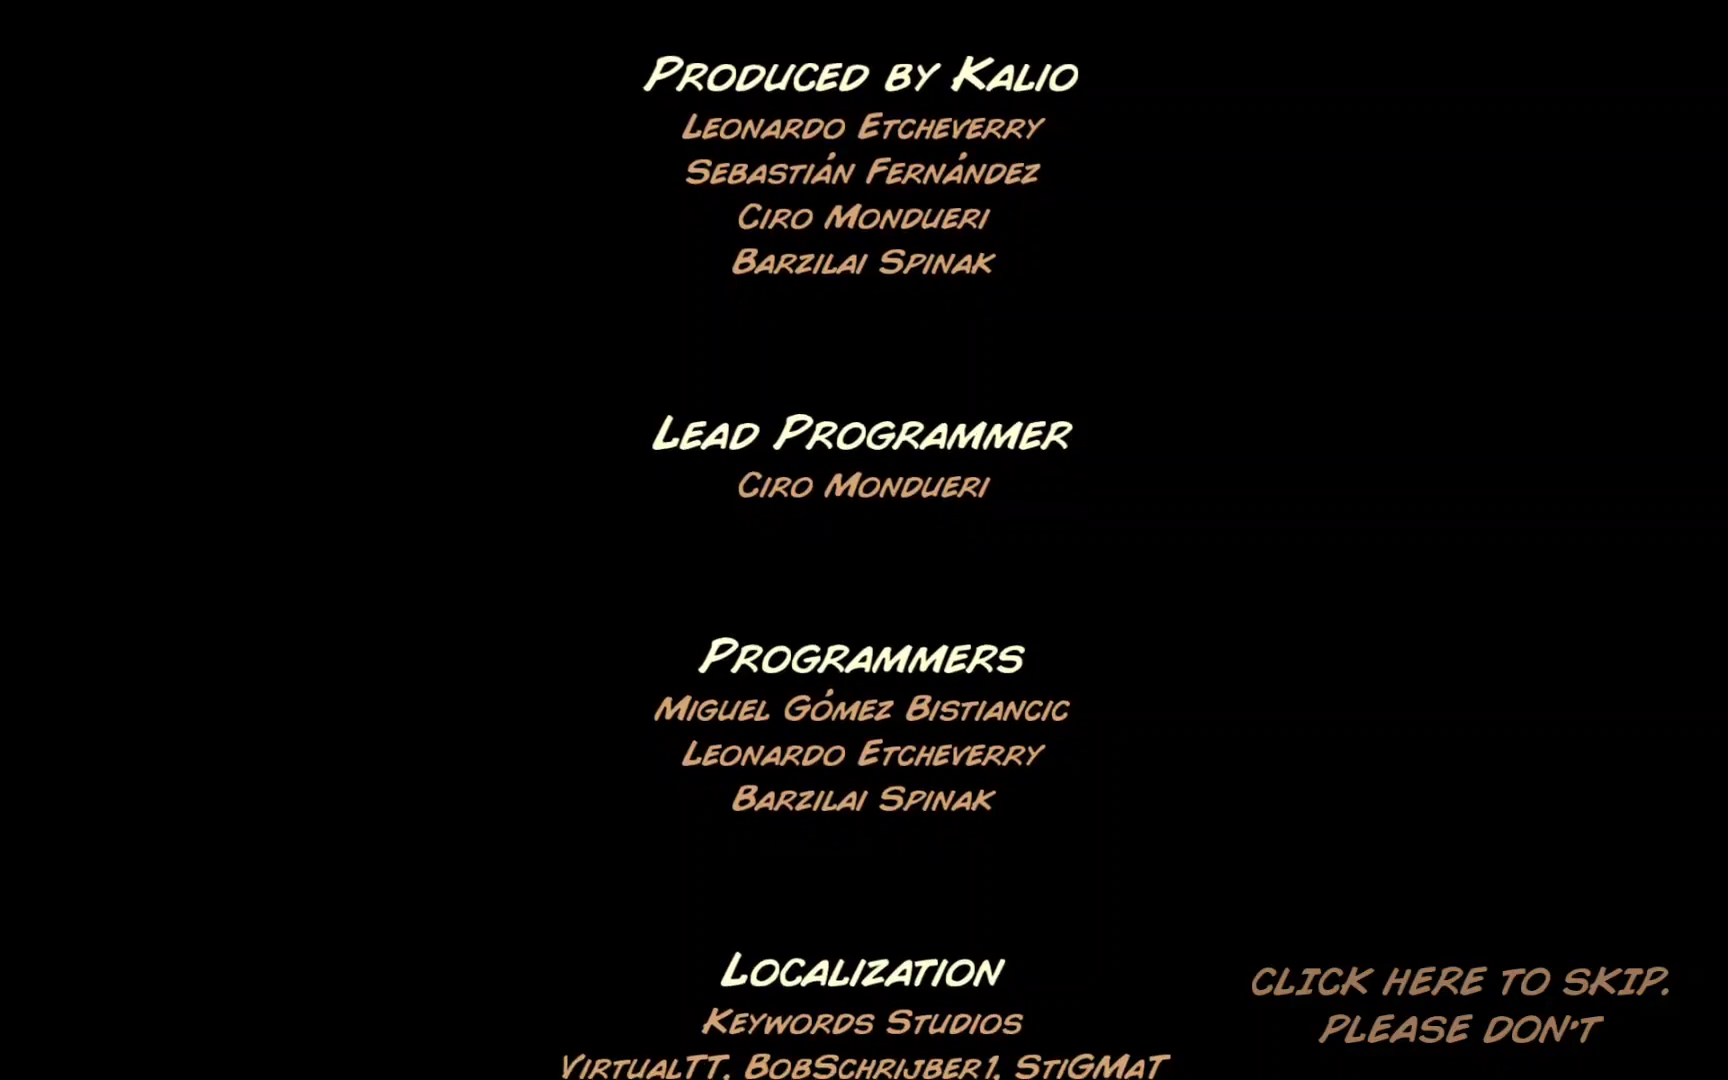 Produced by Kalio
Leonardo Etcheverry
Sebastián Fernández
Ciro Mondueri
Barzilai Spinak
Lead Programmer
Ciro Mondueri
Programmers
Miguel Gómez Bistiancic
Leonardo Etcheverry
Barzilai Spinak
Localization
Keywords Studios
VirtualTT, BobSchrijber1, StiGMaT
CLICK HERE TO SKIP.
PLEASE DON'T